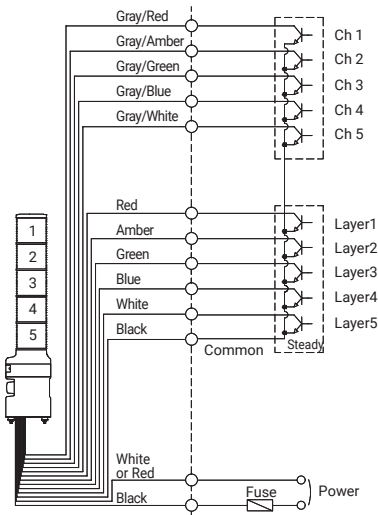 Gray/Red
Ch 1
Gray/Amber
Ch 2
Gray/Green
Ch 3
Gray/Blue
Ch 4
Gray/White
Ch 5
Red
Layer1
Amber
Layer2
Green
Layer3
Blue
Layer4
White
Layer5
Black
Common
Steady
1
2
3
4
5
White
or Red
Black
Fuse
Power